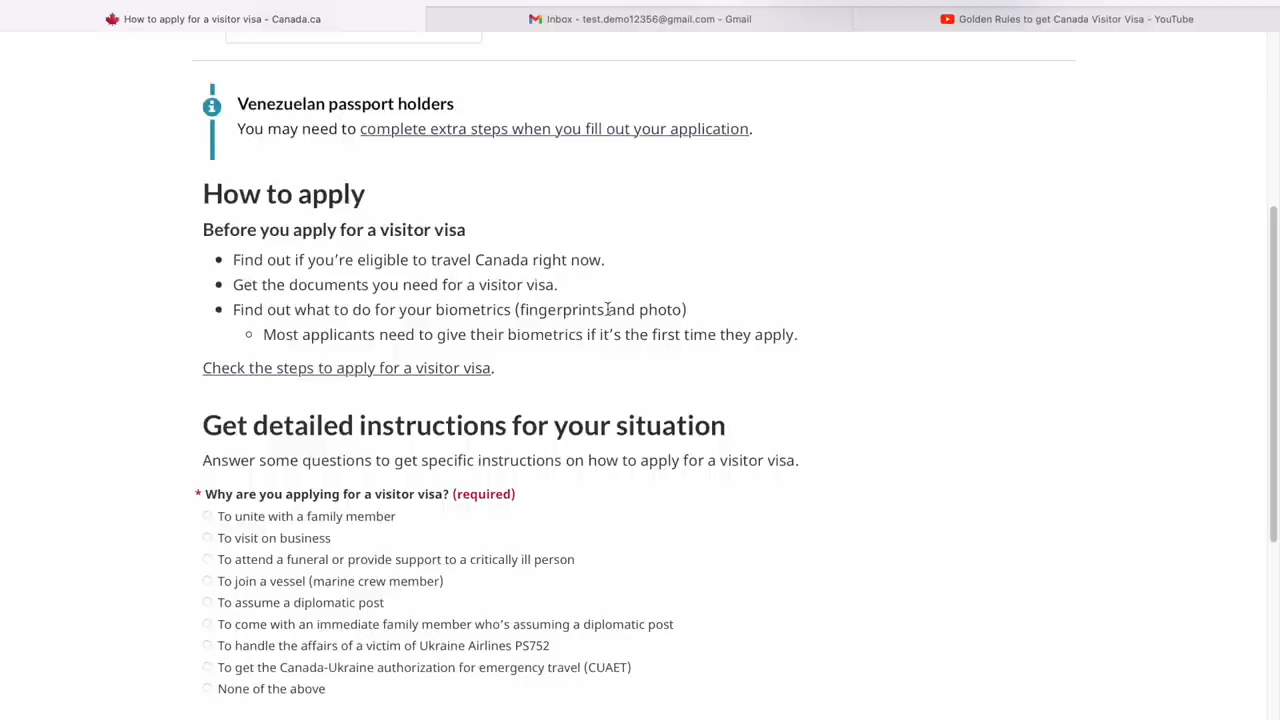 How to apply for a visitor visa - Canada.ca
Inbox - test.demo12356@gmail.com - Gmail
Golden Rules to get Canada Visitor Visa - YouTube
Venezuelan passport holders
You may need to complete extra steps when you fill out your application.
How to apply
Before you apply for a visitor visa
Find out if you're eligible to travel Canada right now.
Get the documents you need for a visitor visa.
Find out what to do for your biometrics (fingerprints and photo)
Most applicants need to give their biometrics if it's the first time they apply.
Check the steps to apply for a visitor visa.
Get detailed instructions for your situation
Answer some questions to get specific instructions on how to apply for a visitor visa.
* Why are you applying for a visitor visa? (required)
To unite with a family member
To visit on business
To attend a funeral or provide support to a critically ill person
To join a vessel (marine crew member)
To assume a diplomatic post
To come with an immediate family member who's assuming a diplomatic post
To handle the affairs of a victim of Ukraine Airlines PS752
To get the Canada-Ukraine authorization for emergency travel (CUAET)
None of the above